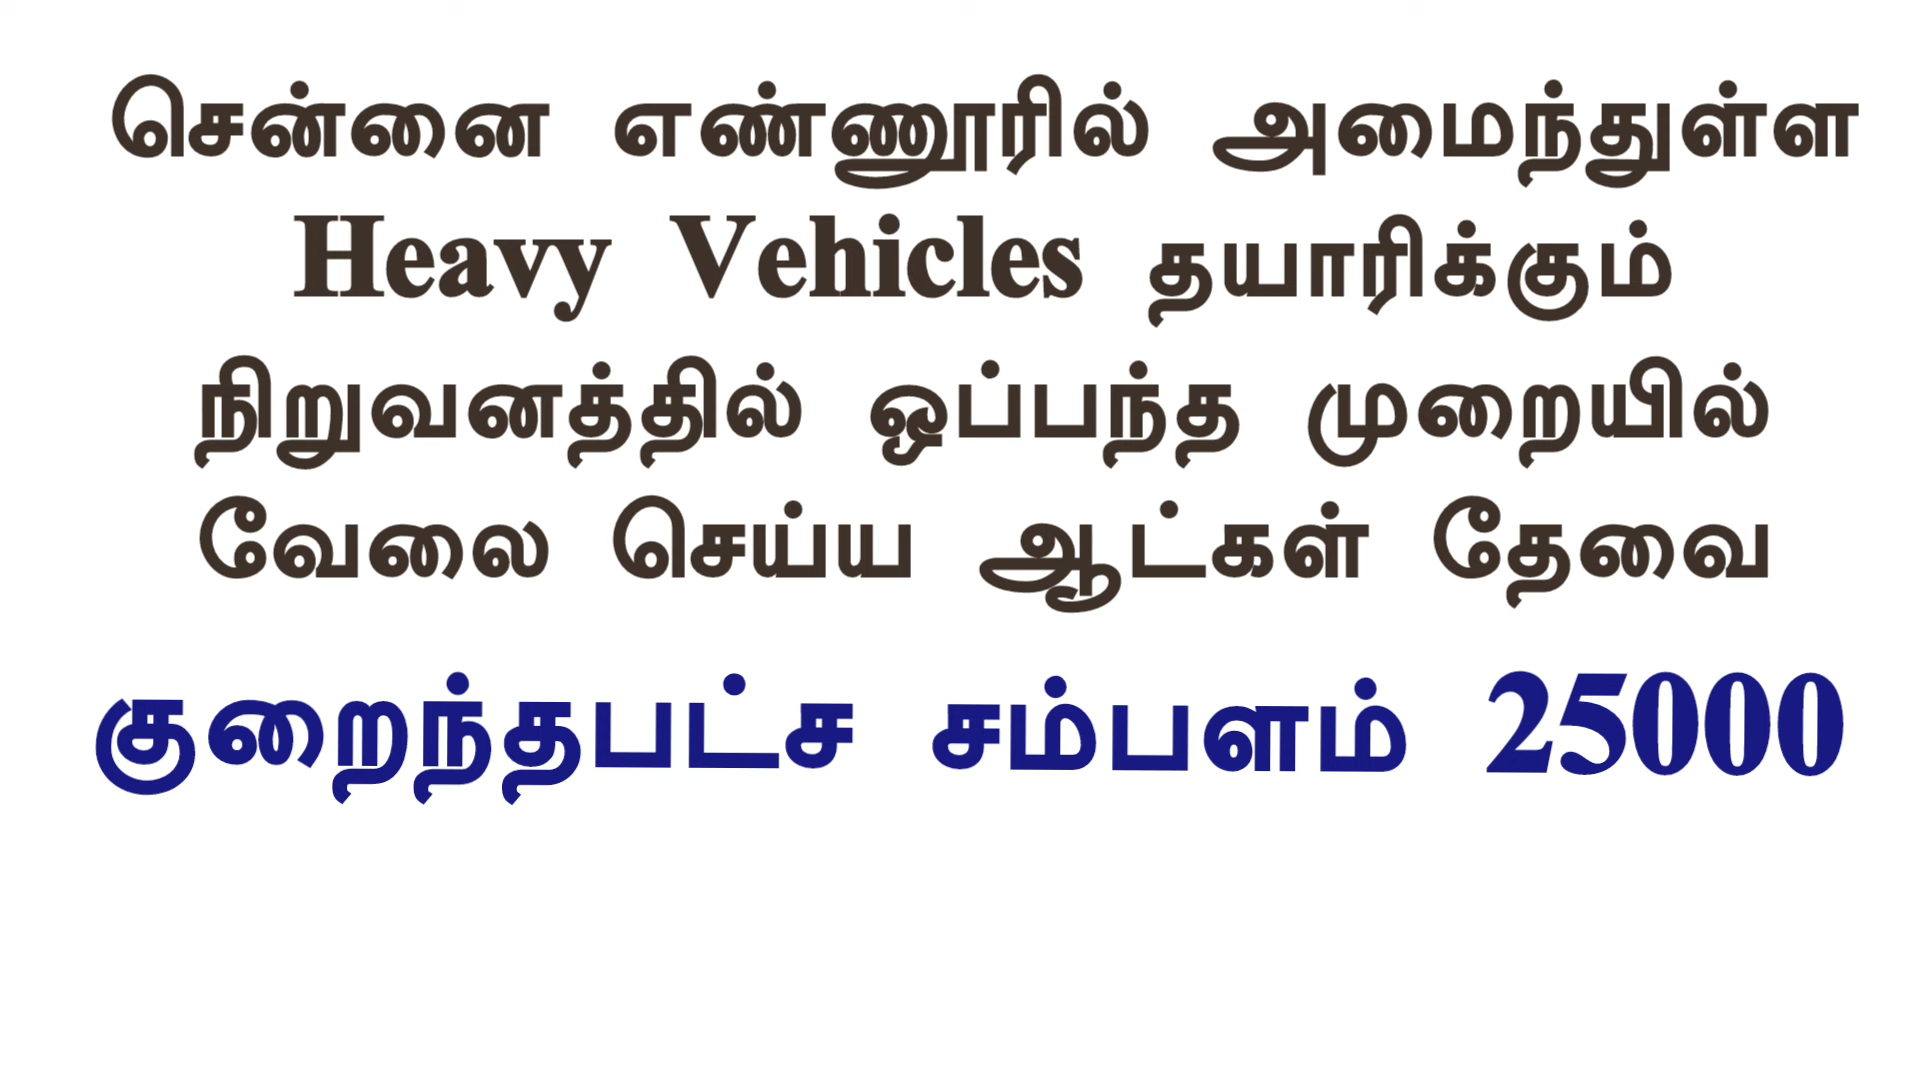 சென்னை எண்ணூரில் அமைந்துள்ள
Heavy Vehicles தயாரிக்கும்
நிறுவனத்தில் ஒப்பந்த முறையில்
வேலை செய்ய ஆட்கள் தேவை
குறைந்தபட்ச சம்பளம் 25000